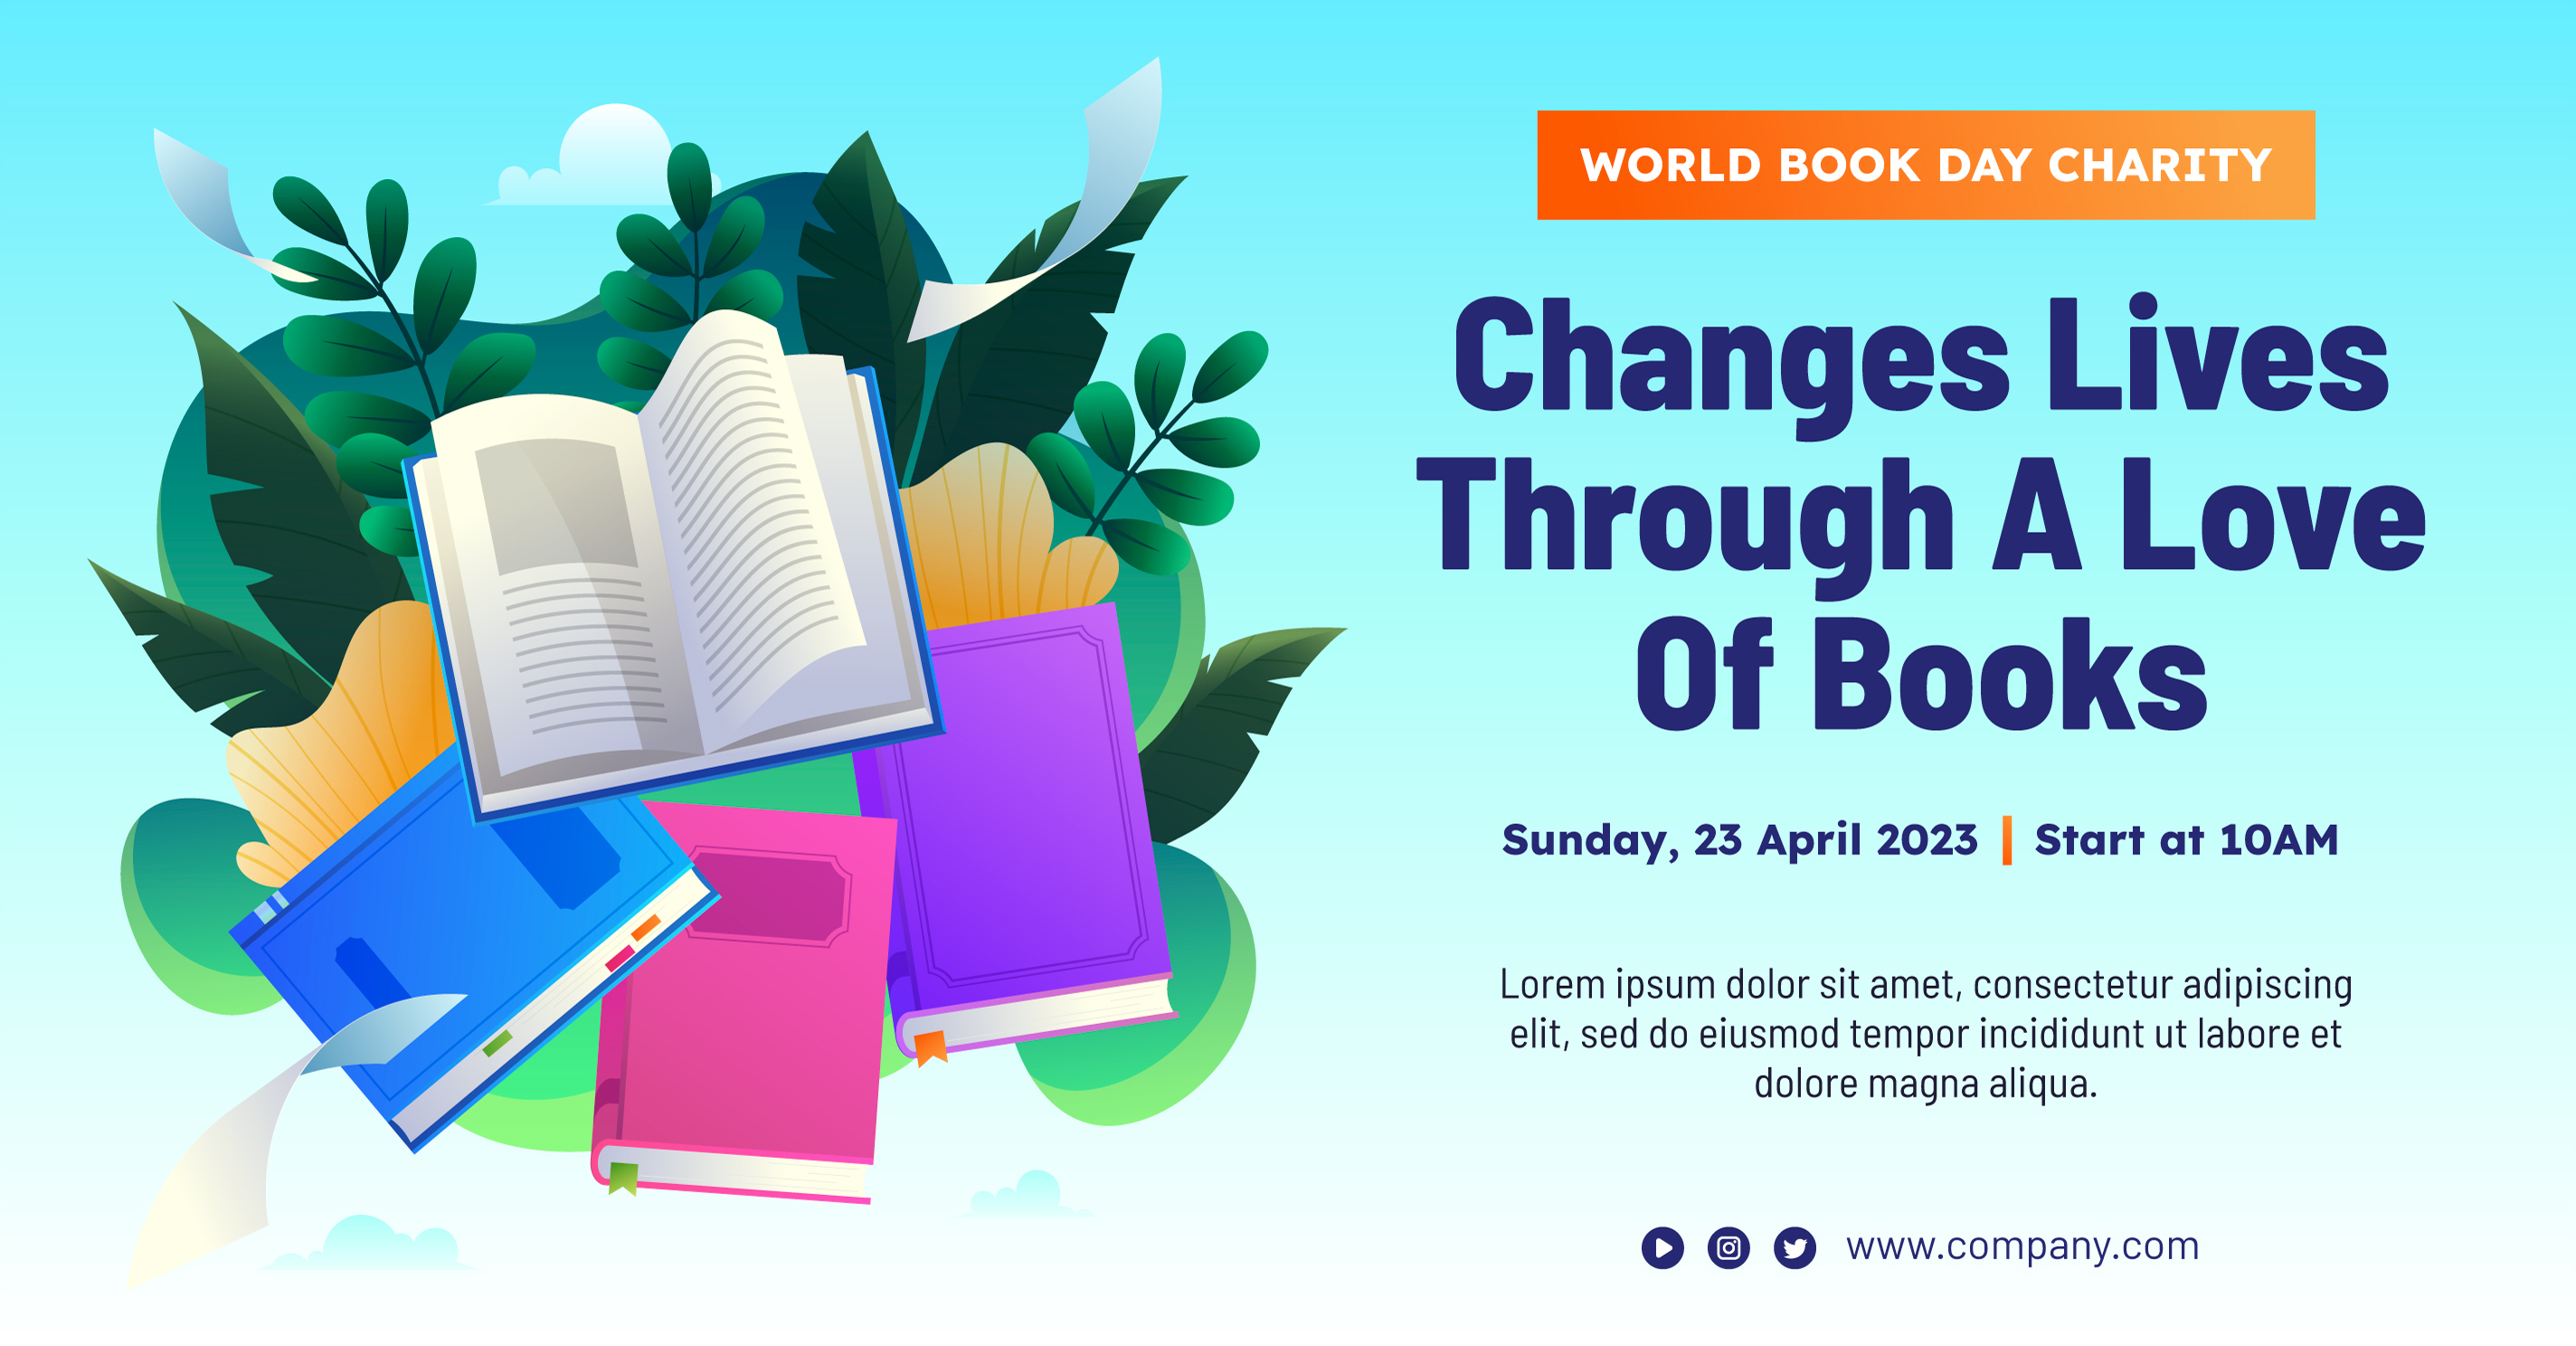 WORLD BOOK DAY CHARITY
Changes Lives
Through A Love
Of Books
Sunday, 23 April 2023 | Start at 10AM
Lorem ipsum dolor sit amet, consectetur adipiscing
elit, sed do eiusmod tempor incididunt ut labore et
dolore magna aliqua.
www.company.com